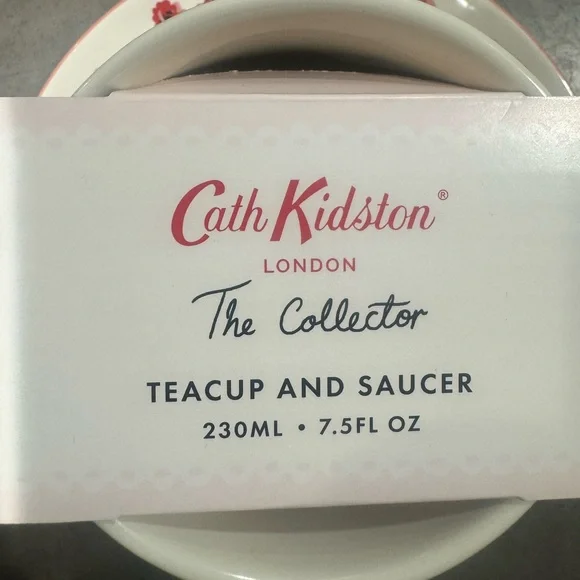 Cath Kidston®
LONDON
The Collector
TEACUP AND SAUCER
230ML • 7.5FL OZ